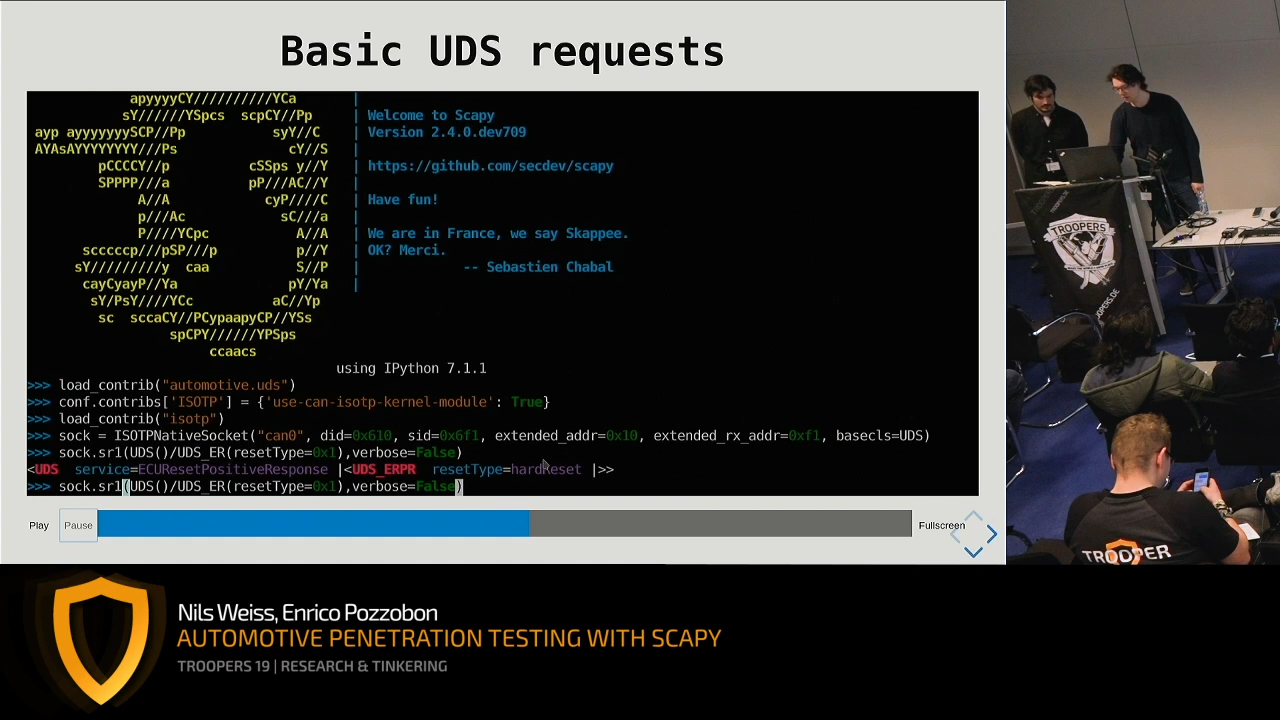 Basic UDS requests
apyyyyCY//////////YCa |
sY//////YSpcs scpCY//Pp | Welcome to Scapy
ayp ayyyyyyySCP//Pp syY//C | Version 2.4.0.dev709
AYAsAYYYYYYYY///Ps cY//S |
pCCCCY//p cSSps y//Y | https://github.com/secdev/scapy
SPPPP///a pP///AC//Y |
A//A cyP////C | Have fun!
p///Ac sC///a |
P////YCpc A//A | We are in France, we say Skappee.
scccccp///pSP///p p//Y | OK? Merci.
sY/////////y caa S//P | -- Sebastien Chabal
cayCyayP//Ya pY/Ya |
sY/PsY////YCc aC//Yp
sc sccaCY//PCypaapyCP//YSs
spCPY//////YPSps
ccaacs
using IPython 7.1.1
>>> load_contrib("automotive.uds")
>>> conf.contribs['ISOTP'] = {'use-can-isotp-kernel-module': True}
>>> load_contrib("isotp")
>>> sock = ISOTPNativeSocket("can0", did=0x610, sid=0x6f1, extended_addr=0x10, extended_rx_addr=0xf1, basecls=UDS)
>>> sock.sr1(UDS()/UDS_ER(resetType=0x1),verbose=False)
<UDS service=ECUResetPositiveResponse |<UDS_ERPR resetType=hardReset |>>
>>> sock.sr1(UDS()/UDS_ER(resetType=0x1),verbose=False)
Play Pause Fullscreen
TROOPERS
TROOPERS.DE
TROOPER
Nils Weiss, Enrico Pozzobon
AUTOMOTIVE PENETRATION TESTING WITH SCAPY
TROOPERS 19 | RESEARCH & TINKERING